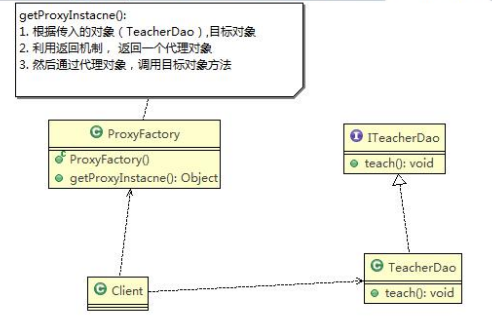 getProxyInstacne():
1. 根据传入的对象（TeacherDao）,目标对象
2. 利用返回机制， 返回一个代理对象
3. 然后通过代理对象，调用目标对象方法
C ProxyFactory
ProxyFactory()
getProxyInstacne(): Object
I ITeacherDao
teach(): void
C Client
C TeacherDao
teach(): void